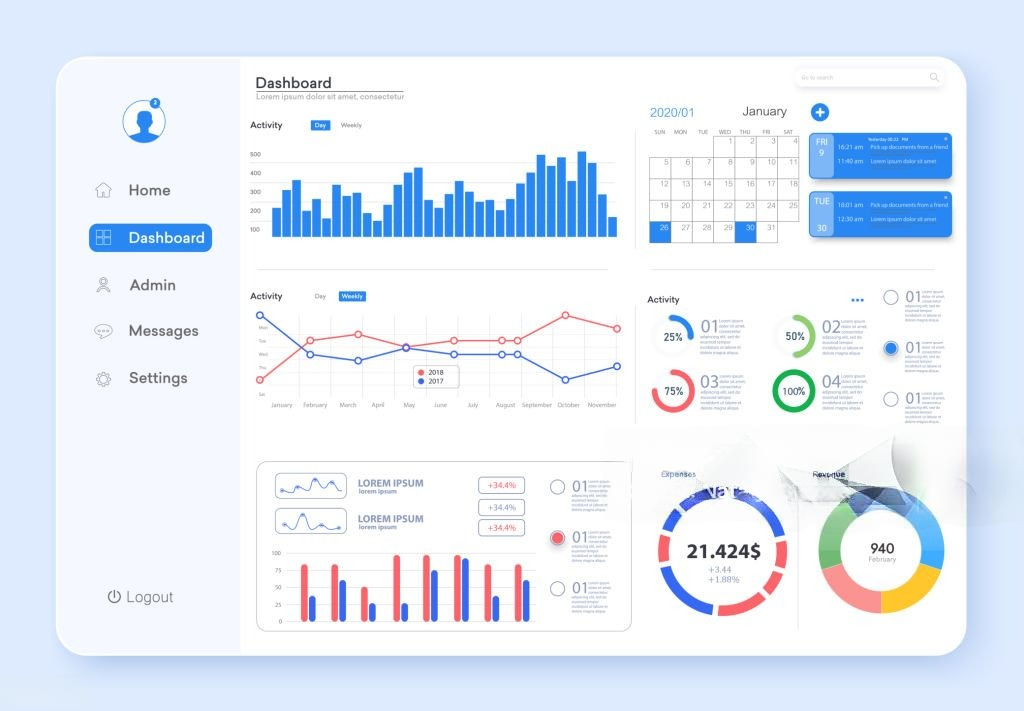 3
Home
Dashboard
Admin
Messages
Settings
Logout
Dashboard
Lorem ipsum dolor sit amet, consectetur
Go to search
Activity Day Weekly
500
400
300
200
100
2020/01 January
SUN MON TUE WED THU FRI SAT
1 2 3 4
5 6 7 8 9 10 11
12 13 14 15 16 17 18
19 20 21 22 23 24 25
26 27 28 29 30 31
Yesterday 00:22 PM
FRI 9
16:21 am Pick up documents from a friend
11:40 am Lorem ipsum dolor sit amet
TUE 30
18:01 am Pick up documents from a friend
12:30 am Lorem ipsum dolor sit amet
Activity Day Weekly
Mon
Tue
Wed
Thu
Sat
2018
2017
January February March April May June July August September October November
Activity
25% 01
50% 02
75% 03
100% 04
01
01
01
LOREM IPSUM
lorem ipsum
LOREM IPSUM
lorem ipsum
+34.4%
+34.4%
+34.4%
100
80
60
40
20
0
01
01
01
Expenses
21.424$
+3.44
+1.88%
Revenue
940
February